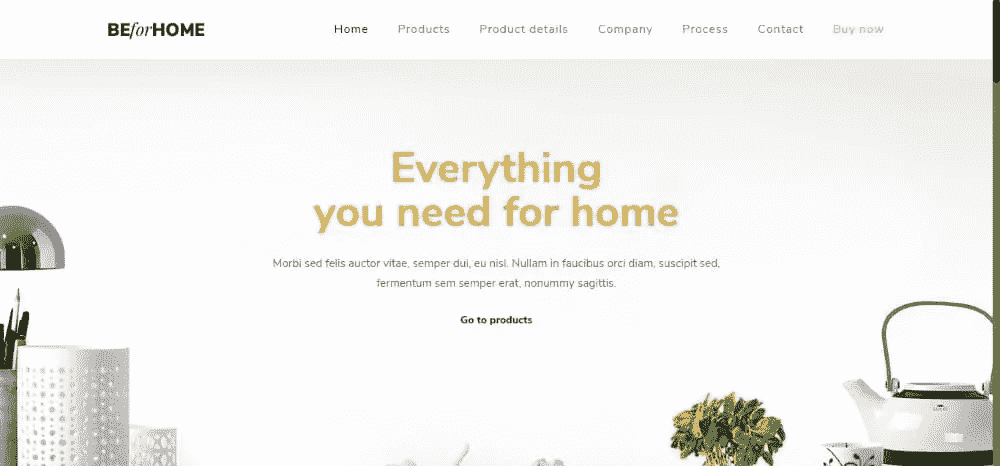 BEforHOME
Home Products Product details Company Process Contact Buy now
Everything
you need for home
Morbi sed felis auctor vitae, semper dui, eu nisl. Nullam in faucibus orci diam, suscipit sed,
fermentum sem semper erat, nonummy sagittis.
Go to products